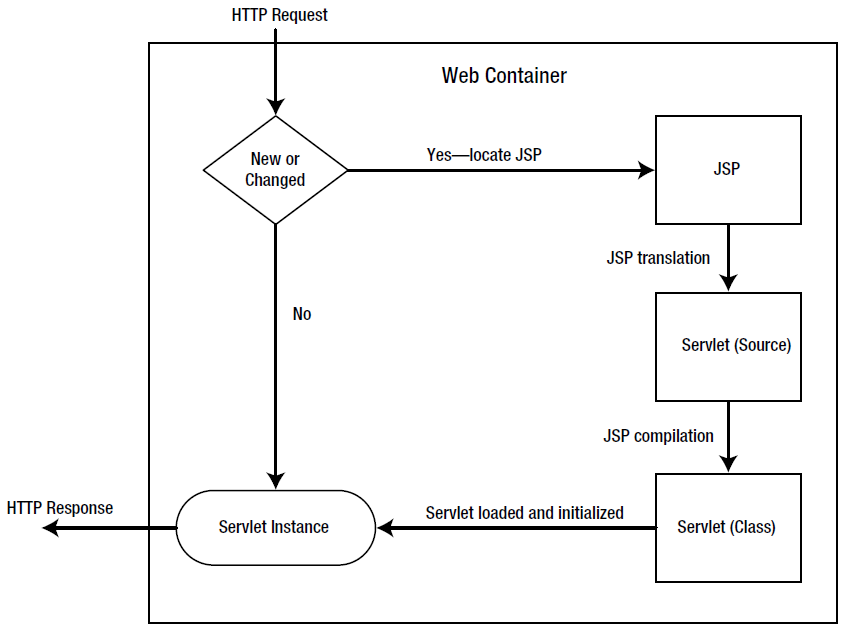 HTTP Request
Web Container
New or
Changed
Yes—locate JSP
JSP
JSP translation
No
Servlet (Source)
JSP compilation
HTTP Response
Servlet Instance
Servlet loaded and initialized
Servlet (Class)